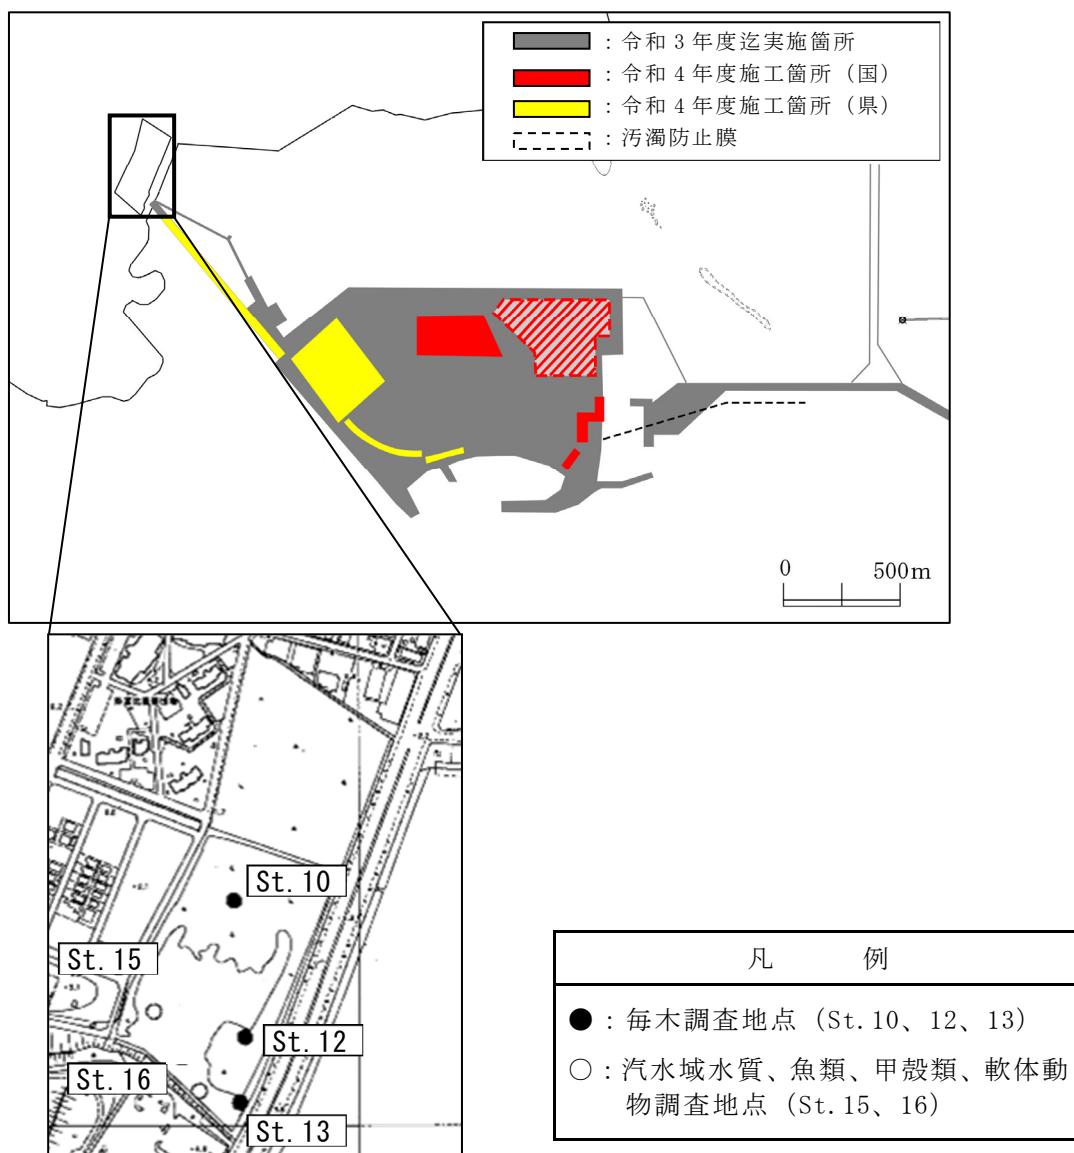 ：令和3年度迄実施箇所
：令和4年度施工箇所（国）
：令和4年度施工箇所（県）
：汚濁防止膜
0 500m
St.10
St.15
St.12
St.16
St.13
凡 例
●：毎木調査地点（St.10、12、13）
○：汽水域水質、魚類、甲殻類、軟体動
物調査地点（St.15、16）